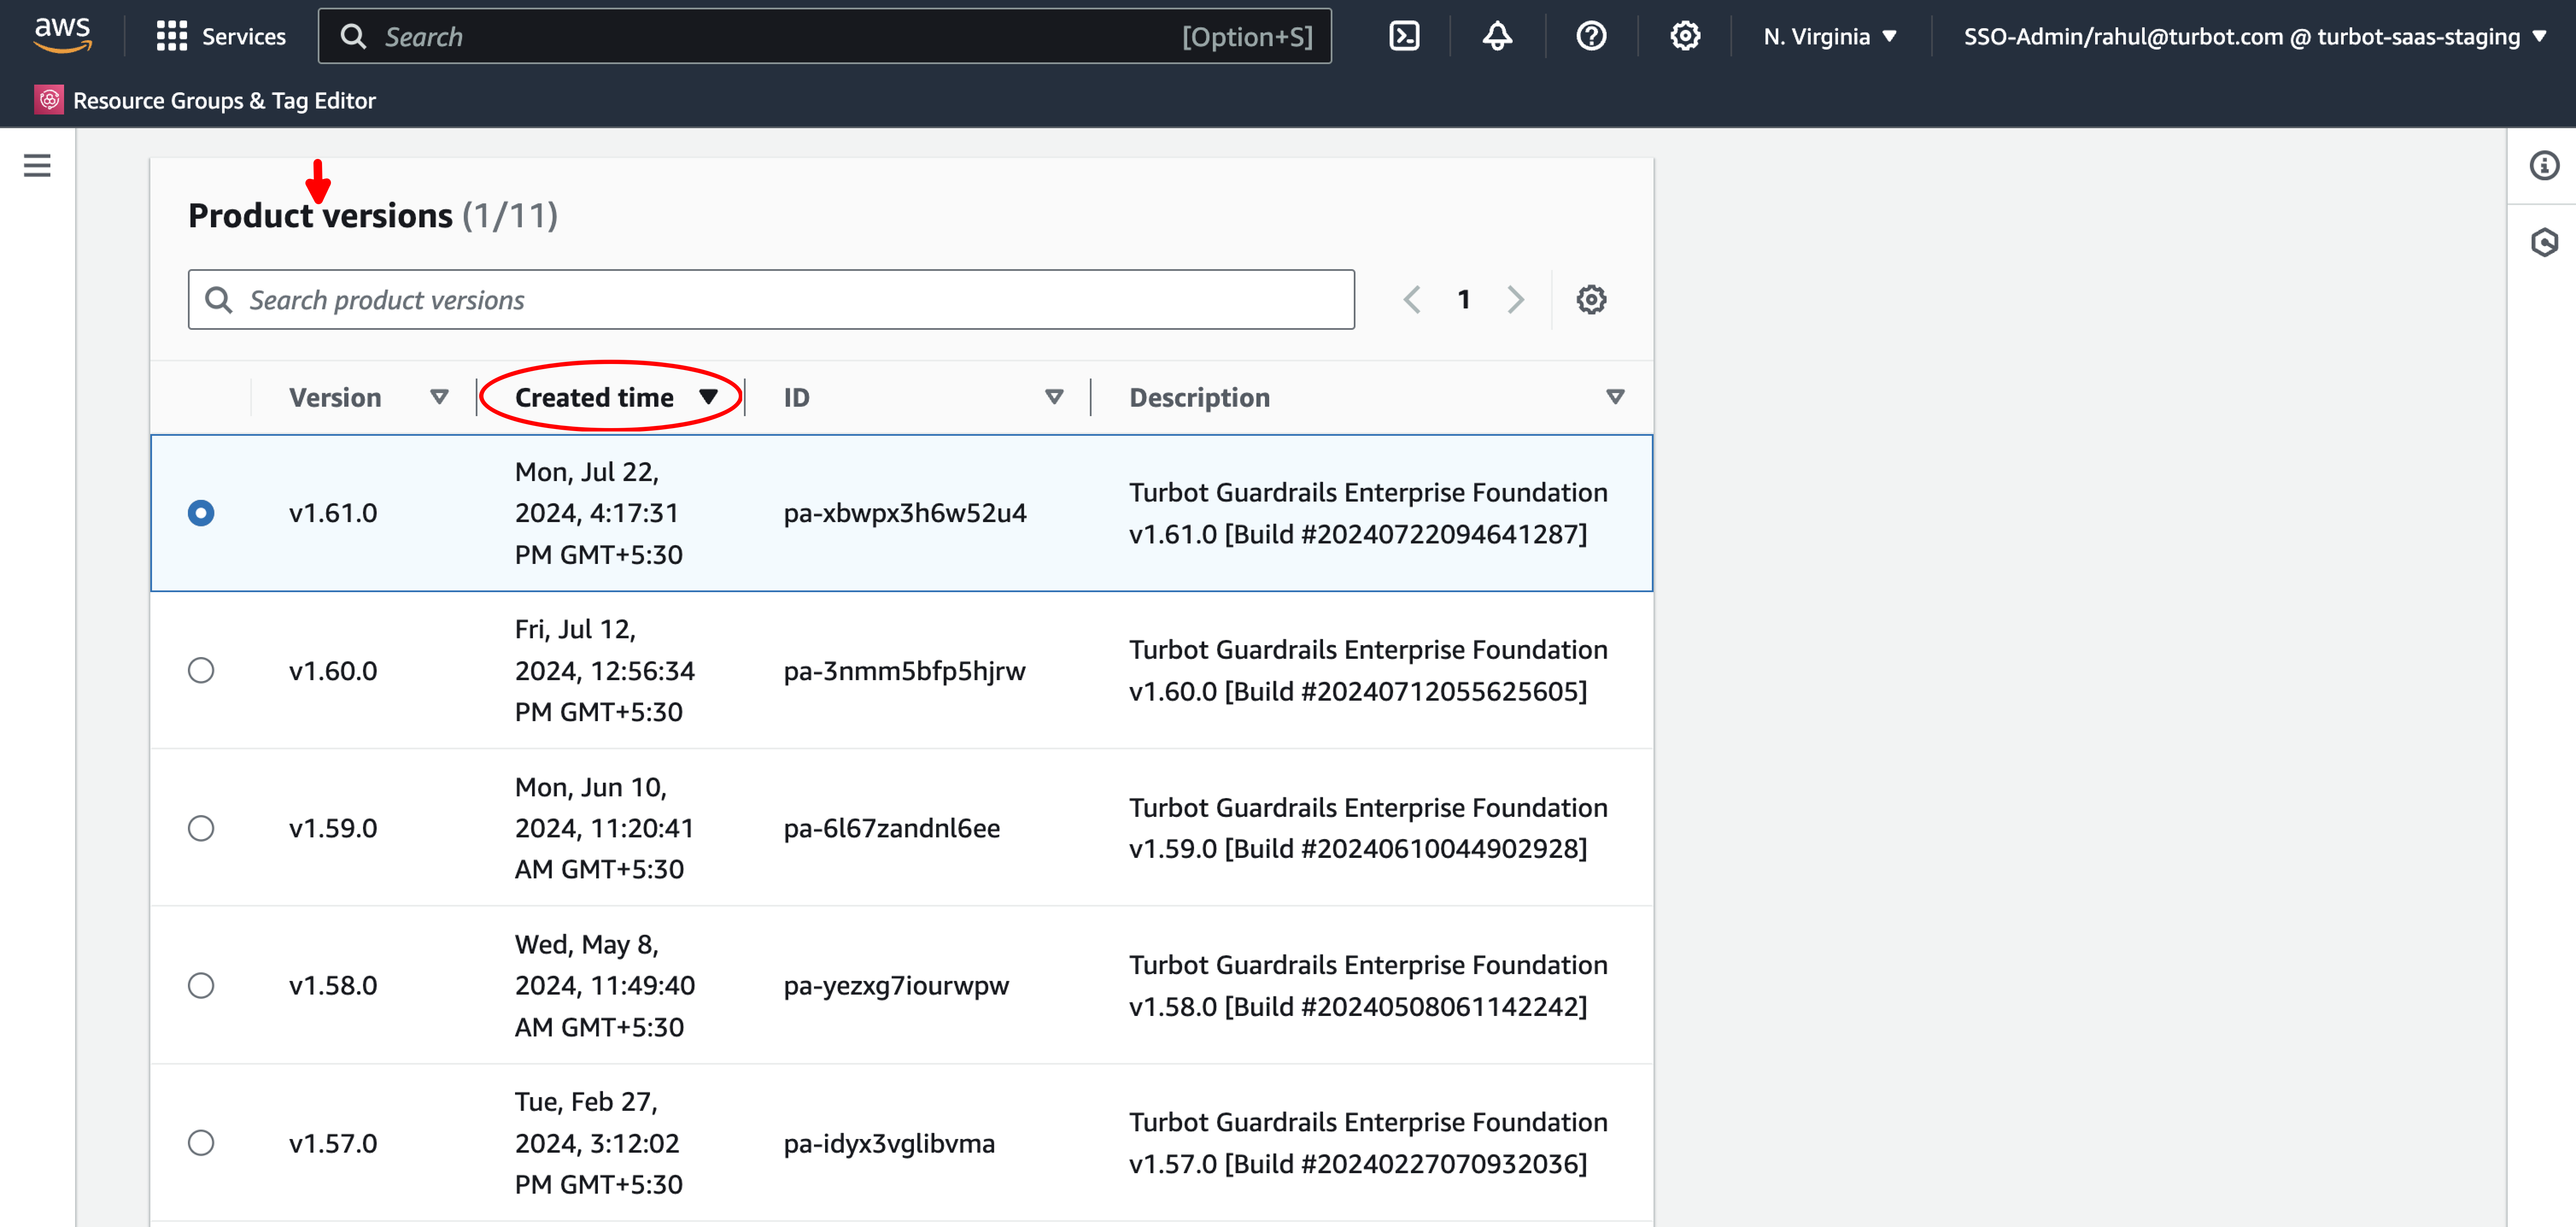 aws
Services
Search [Option+S]
N. Virginia
SSO-Admin/rahul@turbot.com @ turbot-saas-staging
Resource Groups & Tag Editor
Product versions (1/11)
Search product versions
1
Version Created time ID Description
Mon, Jul 22,
2024, 4:17:31
PM GMT+5:30
v1.61.0
pa-xbwpx3h6w52u4
Turbot Guardrails Enterprise Foundation
v1.61.0 [Build #20240722094641287]
Fri, Jul 12,
2024, 12:56:34
PM GMT+5:30
v1.60.0
pa-3nmm5bfp5hjrw
Turbot Guardrails Enterprise Foundation
v1.60.0 [Build #20240712055625605]
Mon, Jun 10,
2024, 11:20:41
AM GMT+5:30
v1.59.0
pa-6l67zandnl6ee
Turbot Guardrails Enterprise Foundation
v1.59.0 [Build #20240610044902928]
Wed, May 8,
2024, 11:49:40
AM GMT+5:30
v1.58.0
pa-yezxg7iourwpw
Turbot Guardrails Enterprise Foundation
v1.58.0 [Build #20240508061142242]
Tue, Feb 27,
2024, 3:12:02
PM GMT+5:30
v1.57.0
pa-idyx3vglibvma
Turbot Guardrails Enterprise Foundation
v1.57.0 [Build #20240227070932036]